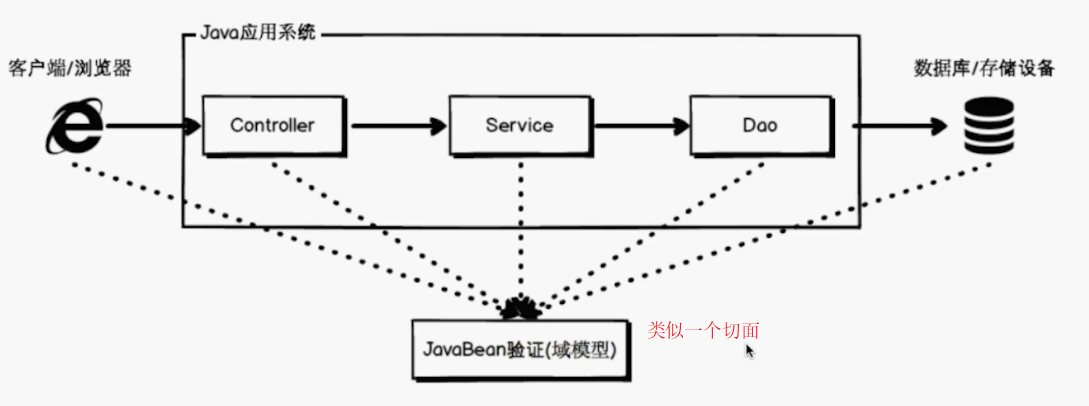 Java应用系统
客户端/浏览器
数据库/存储设备
Controller
Service
Dao
JavaBean验证(域模型)
类似一个切面